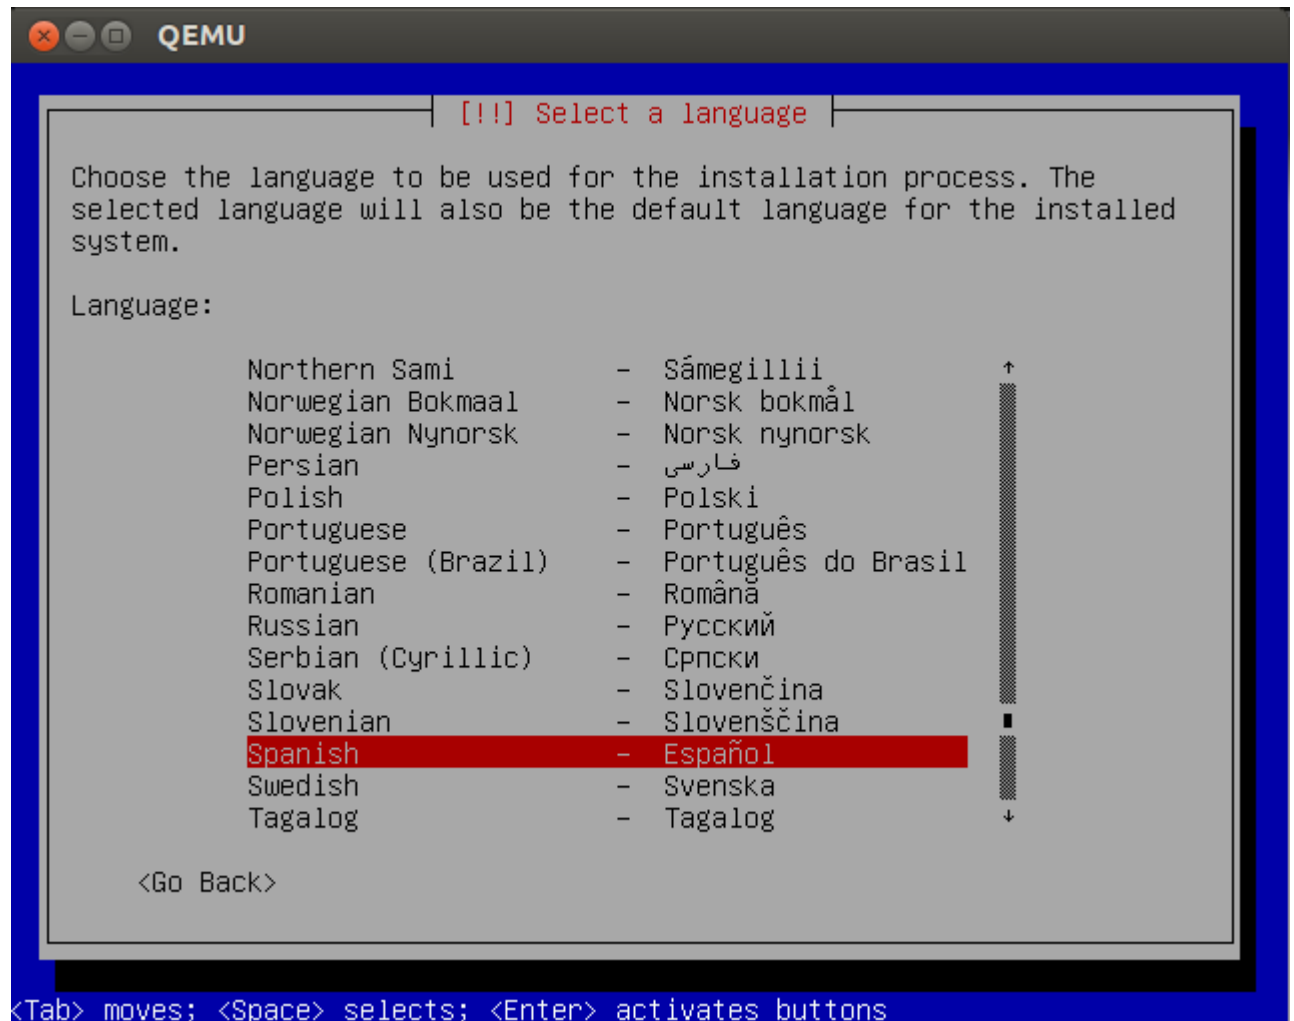 QEMU
[!!] Select a language
Choose the language to be used for the installation process. The
selected language will also be the default language for the installed
system.
Language:
Northern Sami - Sámegillii
Norwegian Bokmaal - Norsk bokmål
Norwegian Nynorsk - Norsk nynorsk
Persian - فارسی
Polish - Polski
Portuguese - Português
Portuguese (Brazil) - Português do Brasil
Romanian - Română
Russian - Русский
Serbian (Cyrillic) - Српски
Slovak - Slovenčina
Slovenian - Slovenščina
Spanish - Español
Swedish - Svenska
Tagalog - Tagalog
<Go Back>
<Tab> moves; <Space> selects; <Enter> activates buttons